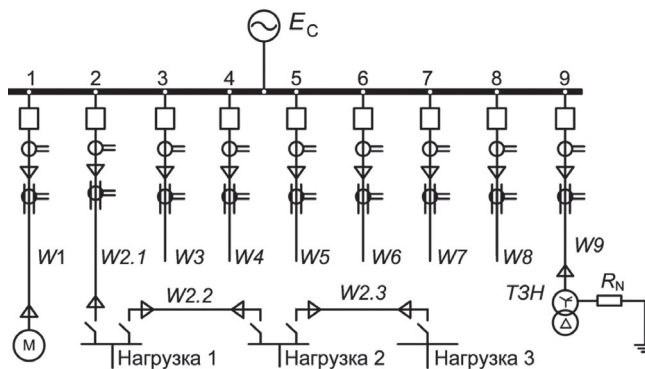 E_C
1 2 3 4 5 6 7 8 9
W1 W2.1 W3 W4 W5 W6 W7 W8 W9
ТЗН R_N
W2.2 W2.3
М
Нагрузка 1 Нагрузка 2 Нагрузка 3